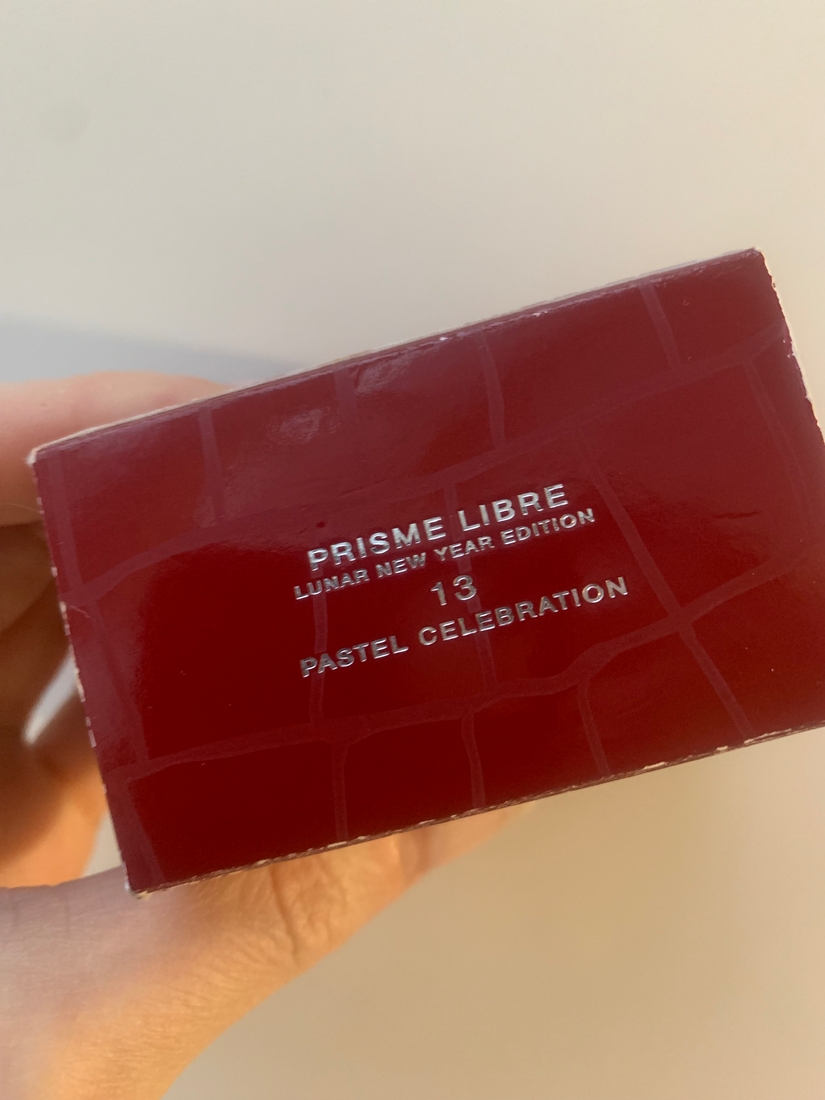 PRISME LIBRE
LUNAR NEW YEAR EDITION
13
PASTEL CELEBRATION